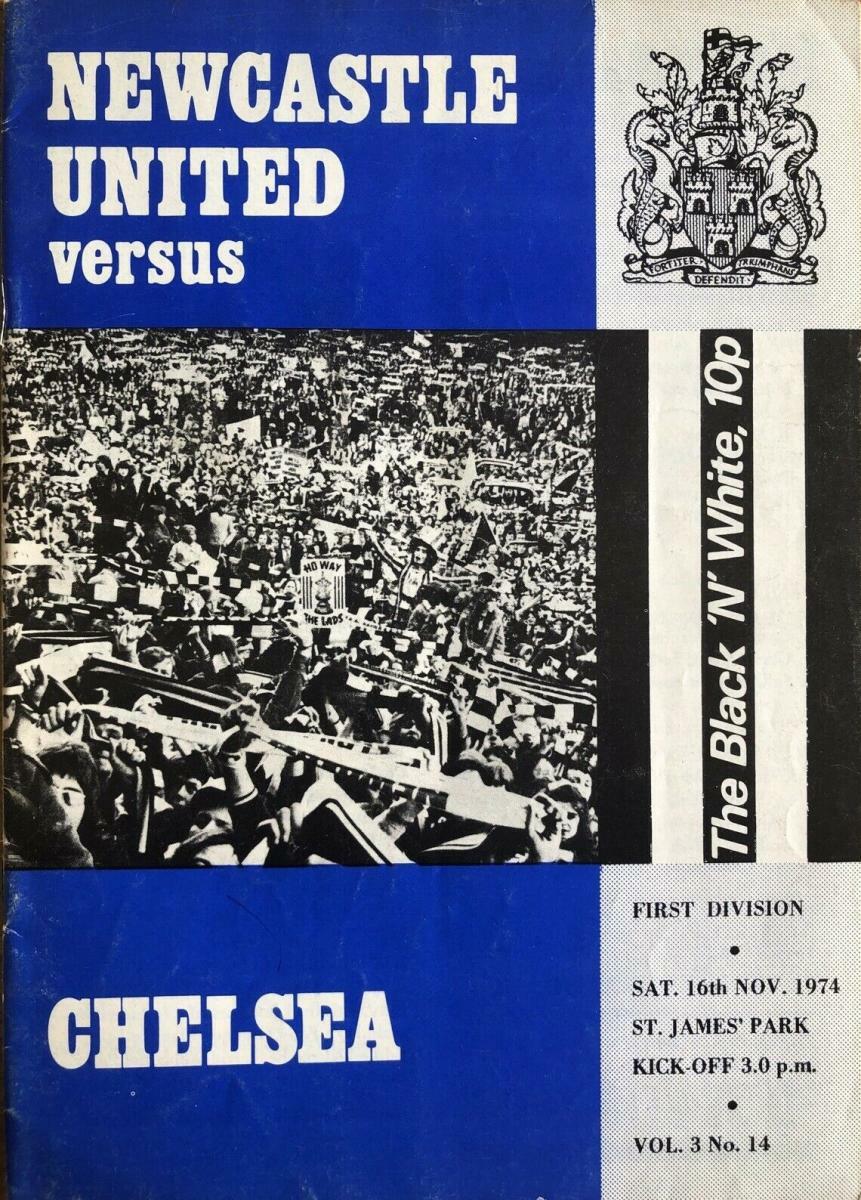 NEWCASTLE
UNITED
versus
FORTITER DEFENDIT TRIUMPHANS
HO WAY
THE LADS
The Black 'N' White, 10p
CHELSEA
FIRST DIVISION
SAT. 16th NOV. 1974
ST. JAMES' PARK
KICK-OFF 3.0 p.m.
VOL. 3 No. 14